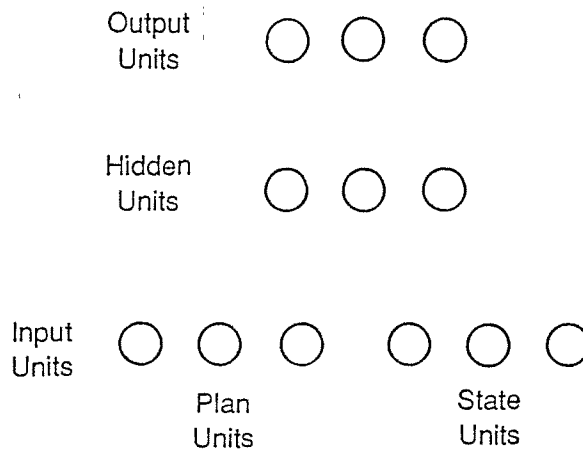 Output
Units
Hidden
Units
Input
Units
Plan
Units
State
Units